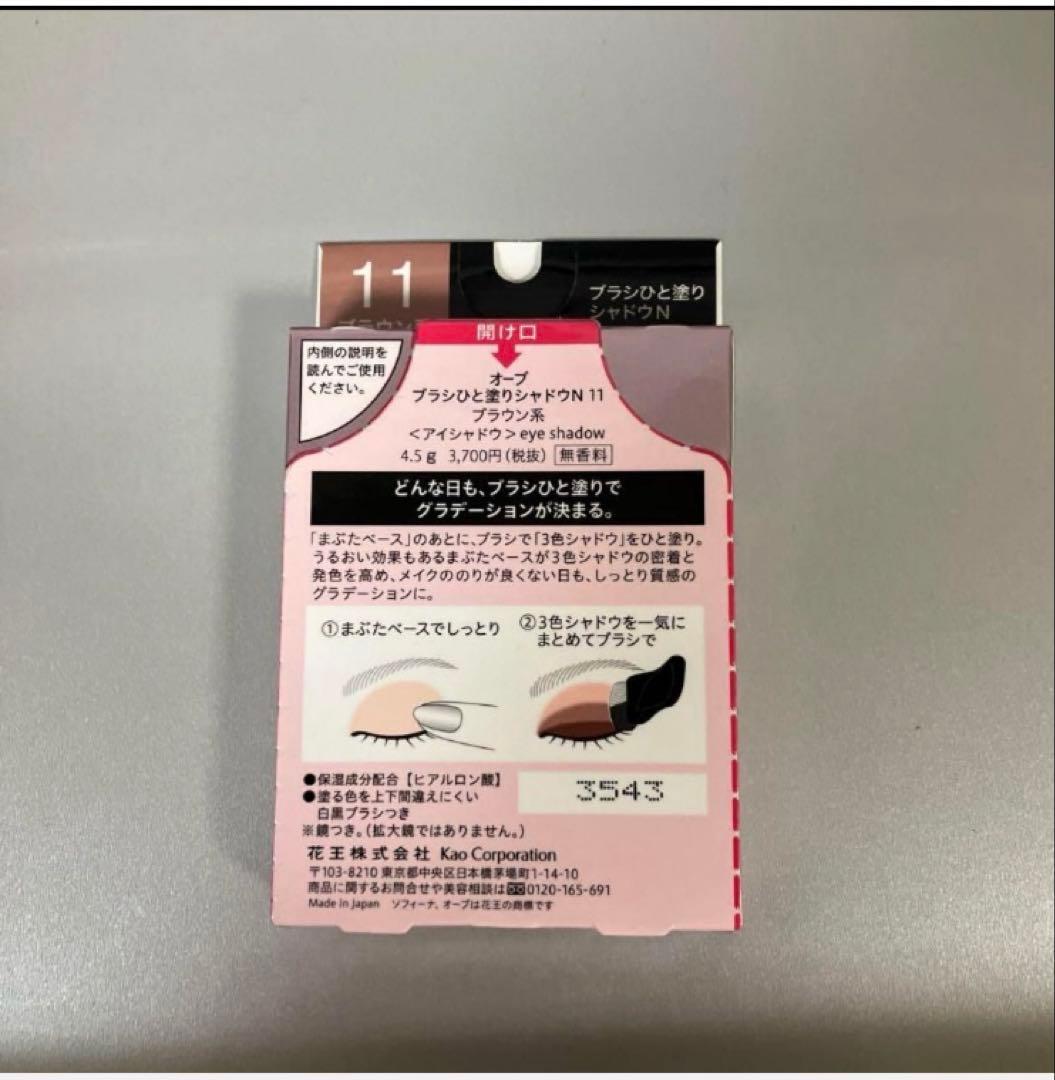 11
ブラウン
ブラシひと塗り
シャドウN
開け口
内側の説明を
読んでご使用
ください。
オーブ
ブラシひと塗りシャドウN 11
ブラウン系
＜アイシャドウ＞eye shadow
4.5g 3,700円(税抜) 無香料
どんな日も、ブラシひと塗りで
グラデーションが決まる。
「まぶたベース」のあとに、ブラシで「3色シャドウ」をひと塗り。
うるおい効果もあるまぶたベースが3色シャドウの密着と
発色を高め、メイクののりが良くない日も、しっとり質感の
グラデーションに。
①まぶたベースでしっとり
②3色シャドウを一気に
まとめてブラシで
●保湿成分配合【ヒアルロン酸】
●塗る色を上下間違えにくい
白黒ブラシつき
※鏡つき。(拡大鏡ではありません。)
3543
花王株式会社 Kao Corporation
〒103-8210 東京都中央区日本橋茅場町1-14-10
商品に関するお問合せや美容相談は0120-165-691
Made in Japan ソフィーナ、オーブは花王の商標です